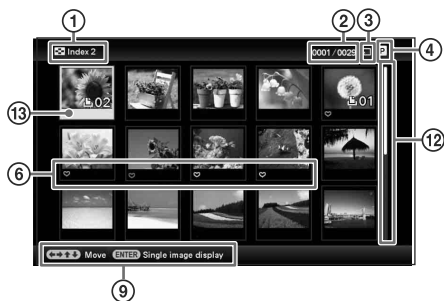 ① ② ③ ④
Index 2 0001/0029 P
⑬ 02 01
⑫
⑥
Move ENTER Single image display
⑨